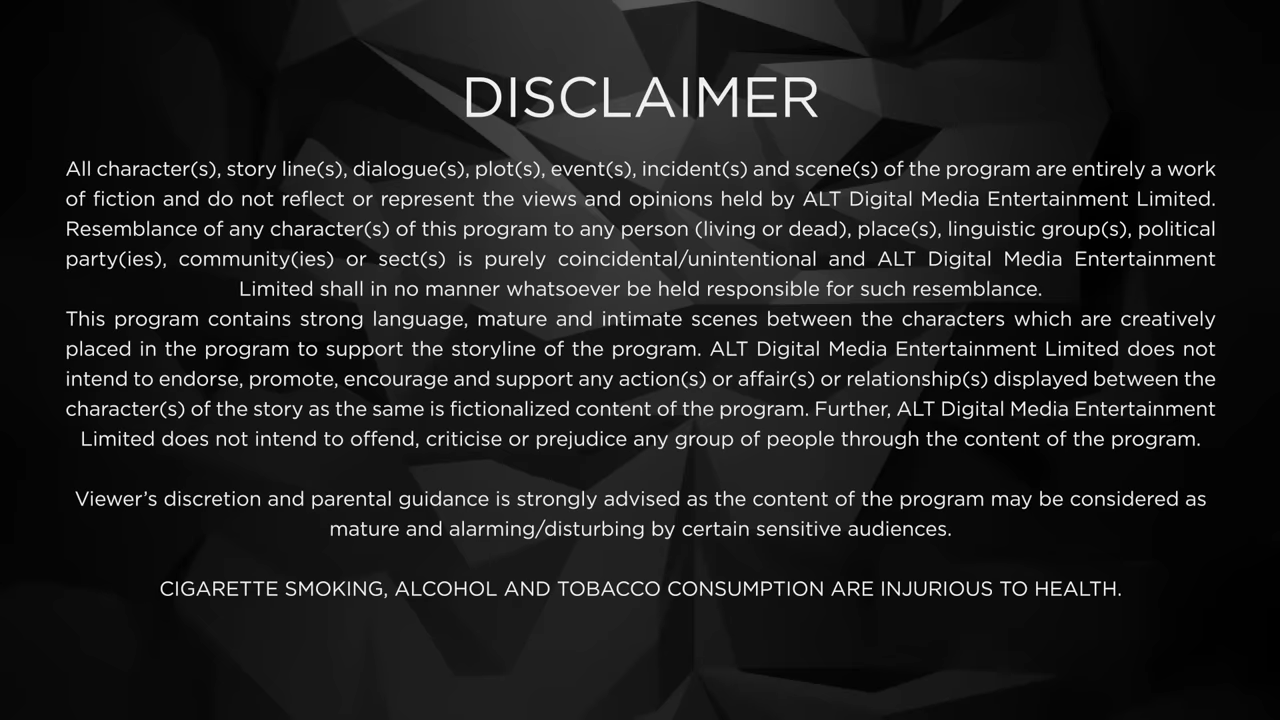 DISCLAIMER
All character(s), story line(s), dialogue(s), plot(s), event(s), incident(s) and scene(s) of the program are entirely a work
of fiction and do not reflect or represent the views and opinions held by ALT Digital Media Entertainment Limited.
Resemblance of any character(s) of this program to any person (living or dead), place(s), linguistic group(s), political
party(ies), community(ies) or sect(s) is purely coincidental/unintentional and ALT Digital Media Entertainment
Limited shall in no manner whatsoever be held responsible for such resemblance.
This program contains strong language, mature and intimate scenes between the characters which are creatively
placed in the program to support the storyline of the program. ALT Digital Media Entertainment Limited does not
intend to endorse, promote, encourage and support any action(s) or affair(s) or relationship(s) displayed between the
character(s) of the story as the same is fictionalized content of the program. Further, ALT Digital Media Entertainment
Limited does not intend to offend, criticise or prejudice any group of people through the content of the program.
Viewer’s discretion and parental guidance is strongly advised as the content of the program may be considered as
mature and alarming/disturbing by certain sensitive audiences.
CIGARETTE SMOKING, ALCOHOL AND TOBACCO CONSUMPTION ARE INJURIOUS TO HEALTH.